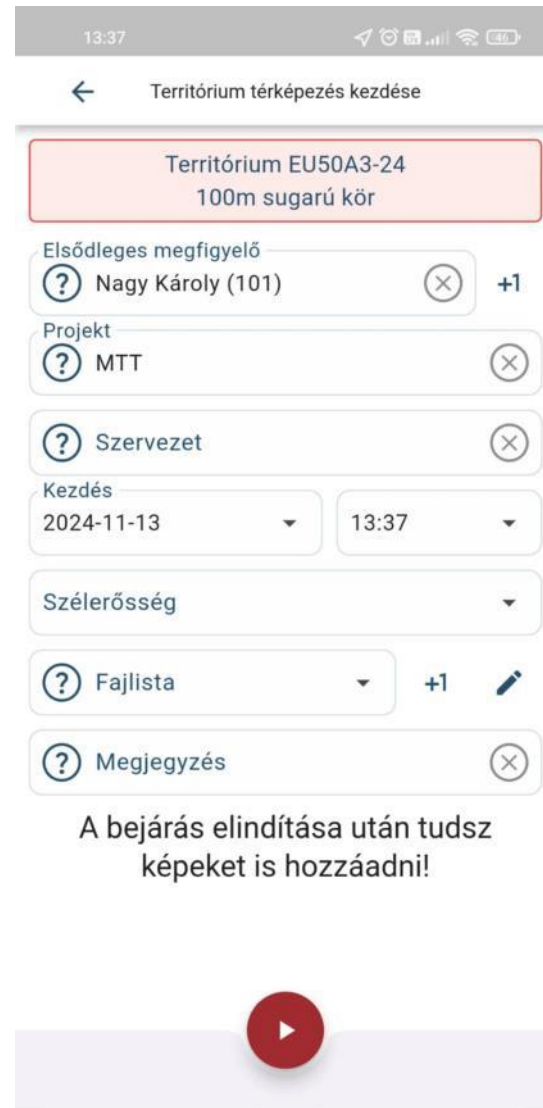 13:37
46
Territórium térképezés kezdése
Territórium EU50A3-24
100m sugarú kör
Elsődleges megfigyelő
? Nagy Károly (101) +1
Projekt
? MTT
? Szervezet
Kezdés
2024-11-13 13:37
Szélerősség
? Fajlista +1
? Megjegyzés
A bejárás elindítása után tudsz
képeket is hozzáadni!